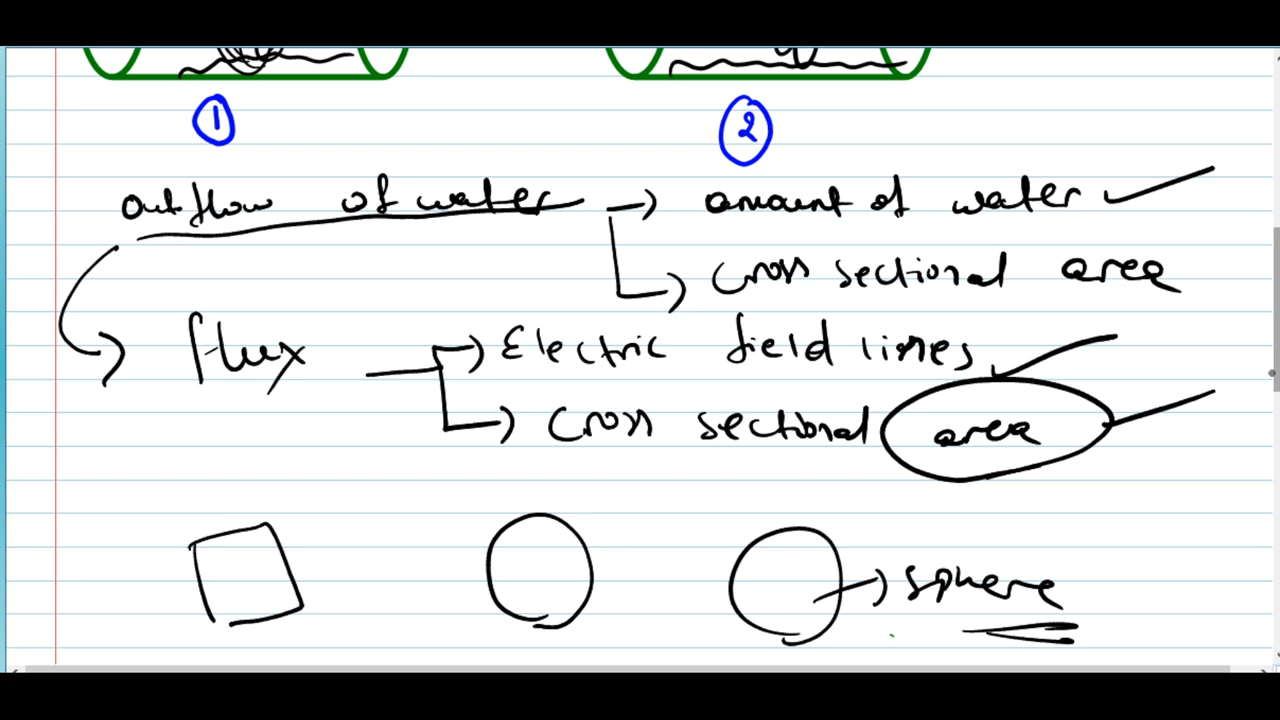 1 2
outflow of water → amount of water ✓
→ cross sectional area
→ flux → Electric field lines ✓
→ cross sectional area
→ sphere